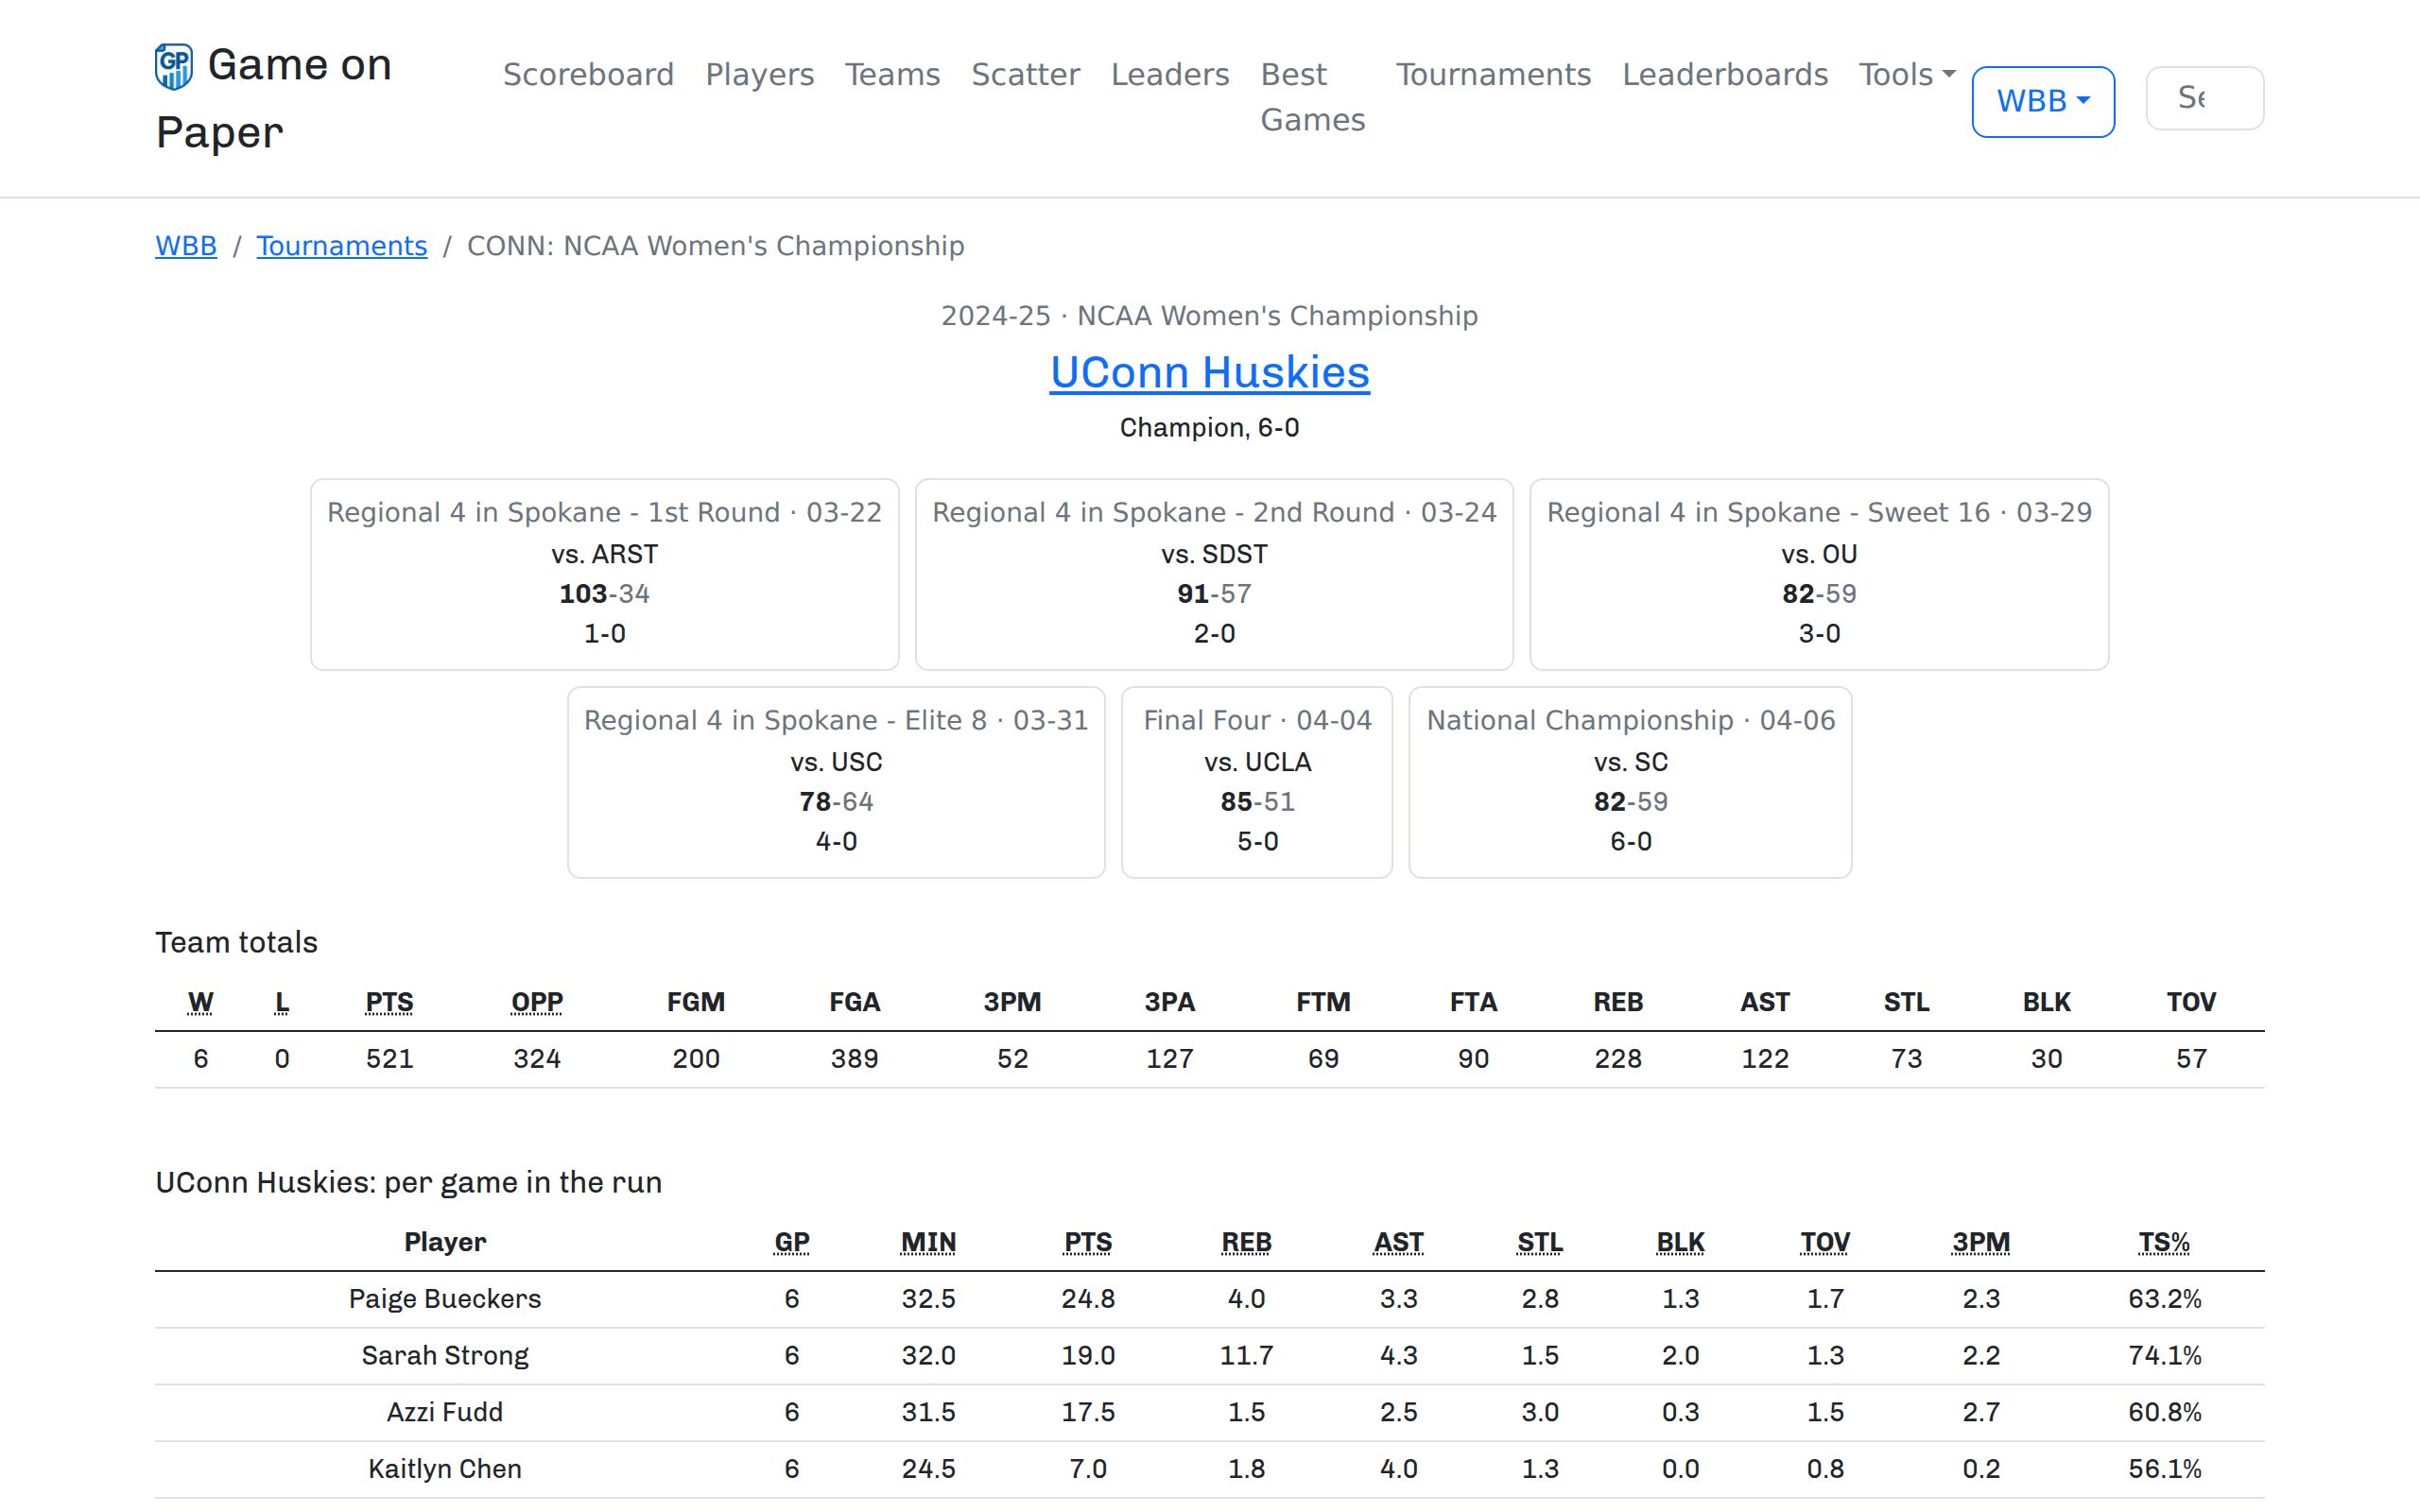 GP Game on Paper
Scoreboard Players Teams Scatter Leaders Best Games Tournaments Leaderboards Tools WBB
WBB / Tournaments / CONN: NCAA Women's Championship
2024-25 · NCAA Women's Championship
UConn Huskies
Champion, 6-0
Regional 4 in Spokane - 1st Round · 03-22
vs. ARST
103-34
1-0
Regional 4 in Spokane - 2nd Round · 03-24
vs. SDST
91-57
2-0
Regional 4 in Spokane - Sweet 16 · 03-29
vs. OU
82-59
3-0
Regional 4 in Spokane - Elite 8 · 03-31
vs. USC
78-64
4-0
Final Four · 04-04
vs. UCLA
85-51
5-0
National Championship · 04-06
vs. SC
82-59
6-0
Team totals
W L PTS OPP FGM FGA 3PM 3PA FTM FTA REB AST STL BLK TOV
6 0 521 324 200 389 52 127 69 90 228 122 73 30 57
UConn Huskies: per game in the run
Player GP MIN PTS REB AST STL BLK TOV 3PM TS%
Paige Bueckers 6 32.5 24.8 4.0 3.3 2.8 1.3 1.7 2.3 63.2%
Sarah Strong 6 32.0 19.0 11.7 4.3 1.5 2.0 1.3 2.2 74.1%
Azzi Fudd 6 31.5 17.5 1.5 2.5 3.0 0.3 1.5 2.7 60.8%
Kaitlyn Chen 6 24.5 7.0 1.8 4.0 1.3 0.0 0.8 0.2 56.1%